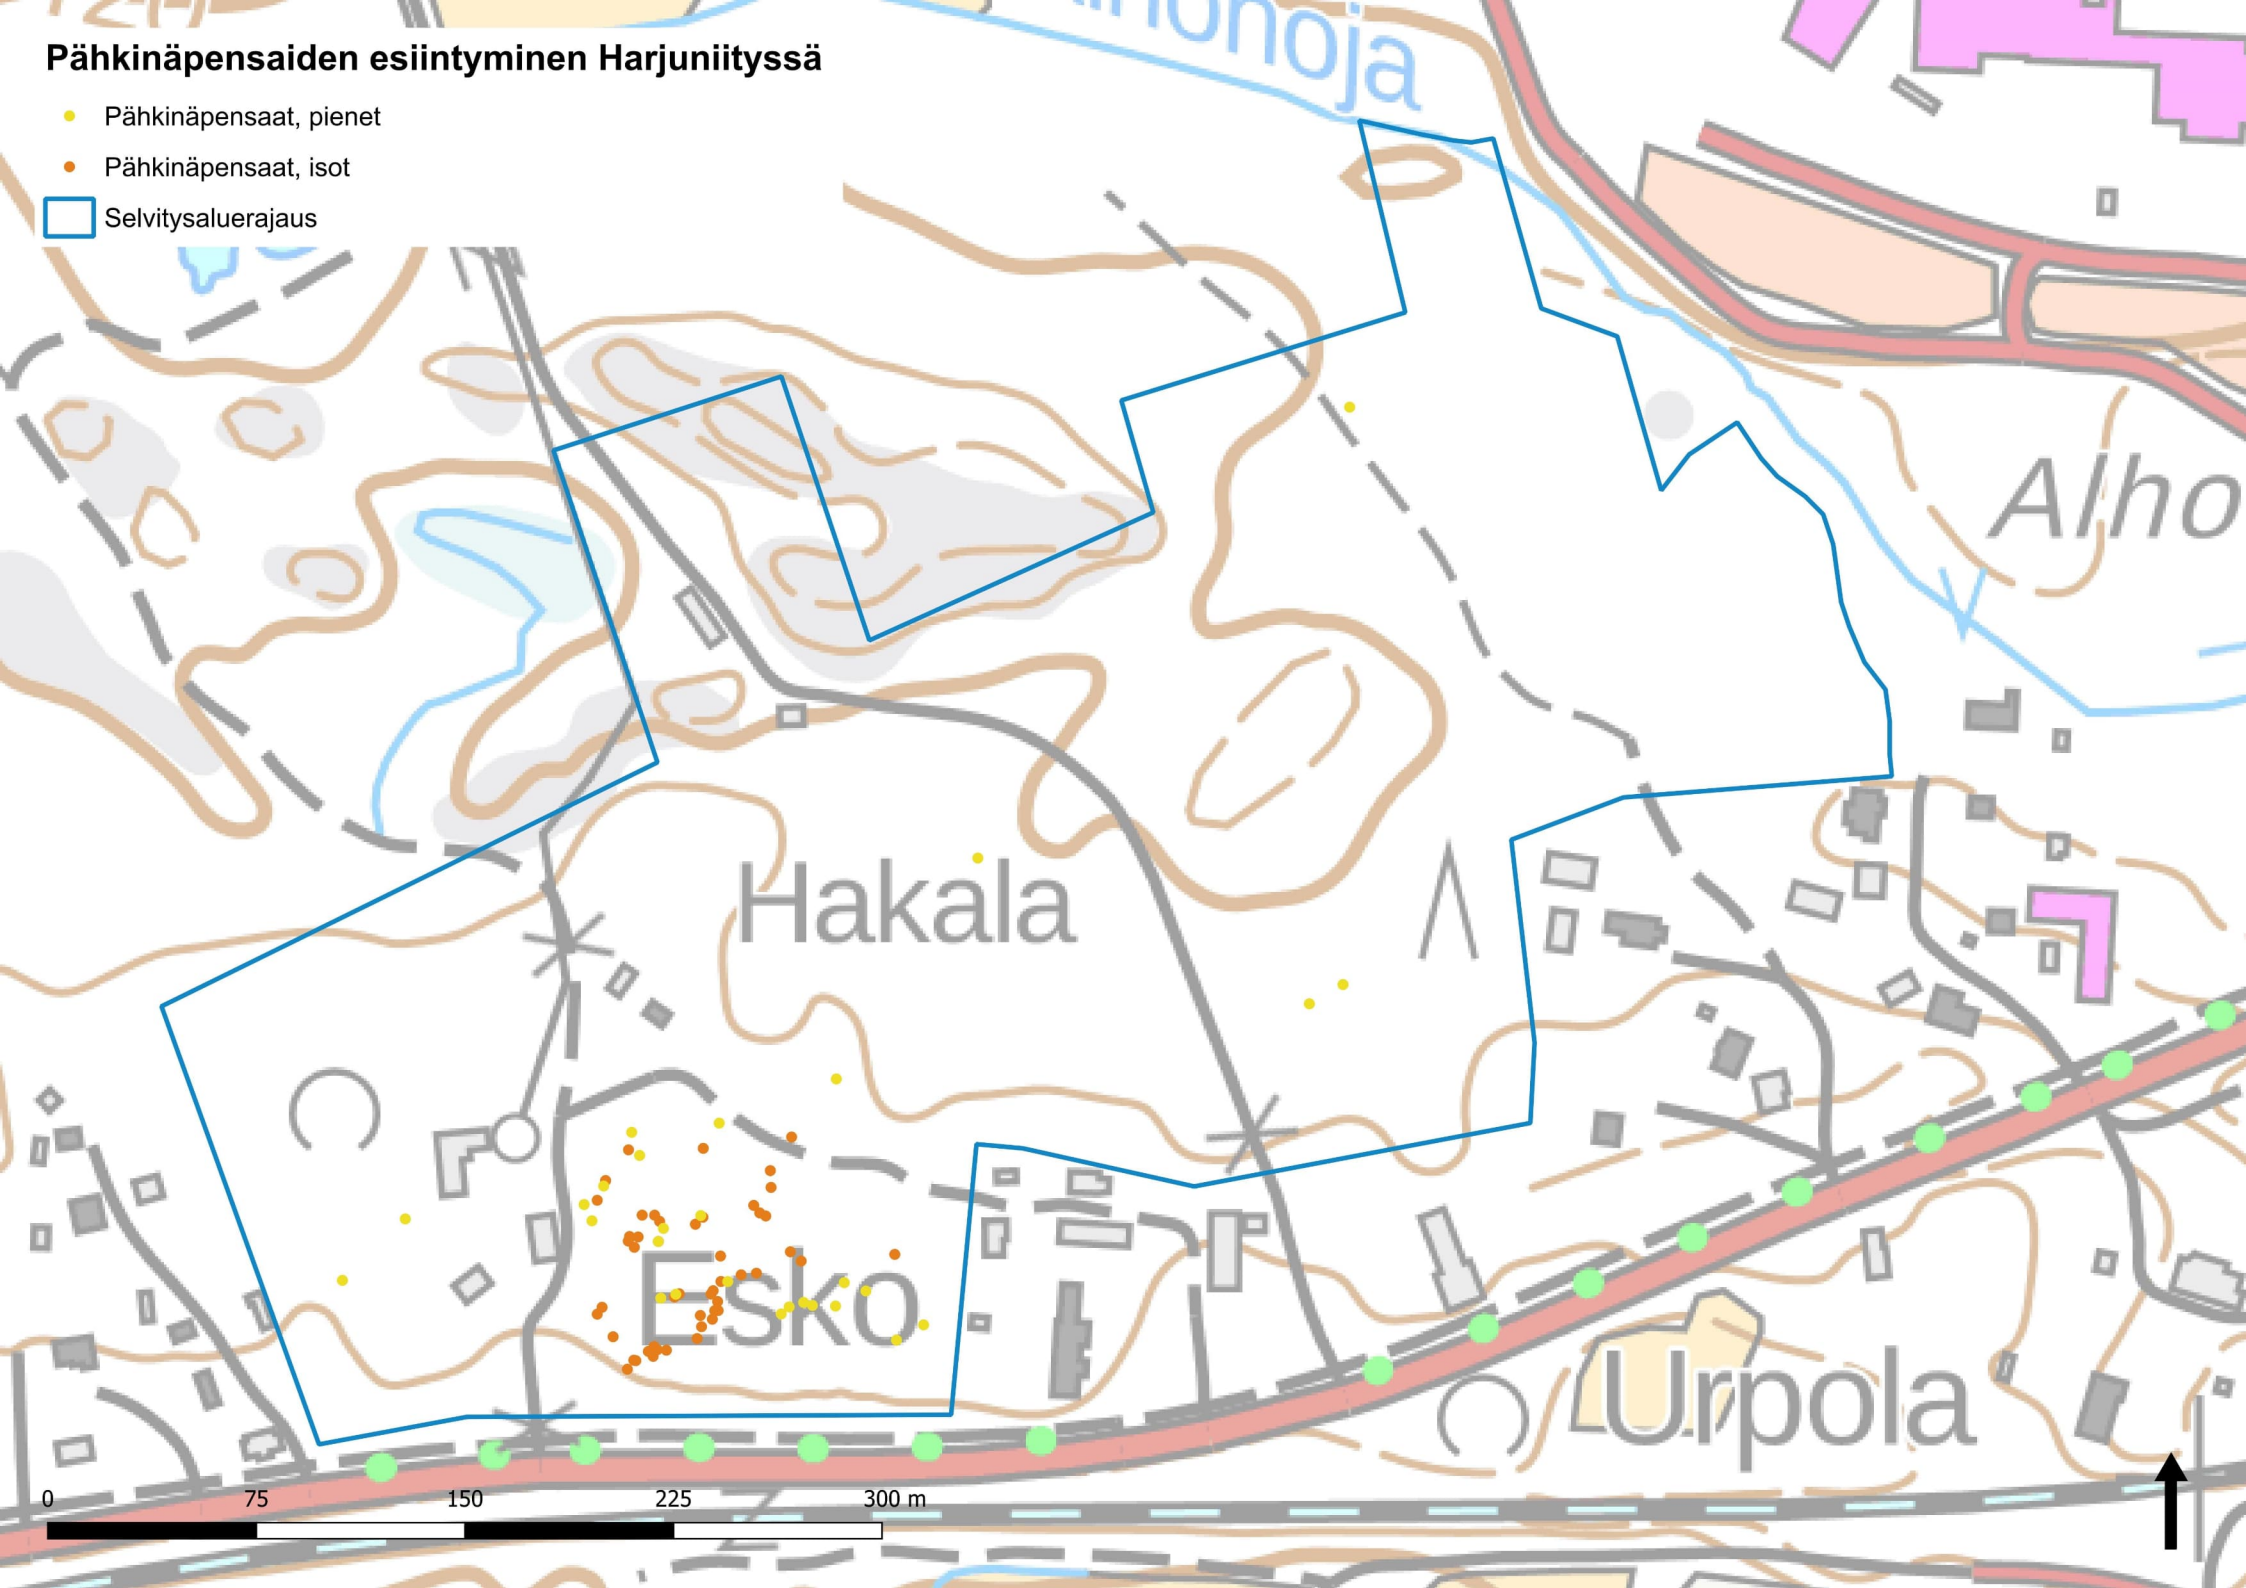 Pähkinäpensaiden esiintyminen Harjuniityssä
Pähkinäpensaat, pienet
Pähkinäpensaat, isot
Selvitysaluerajaus
Alho
Hakala
Esko
Urpola
0 75 150 225 300 m